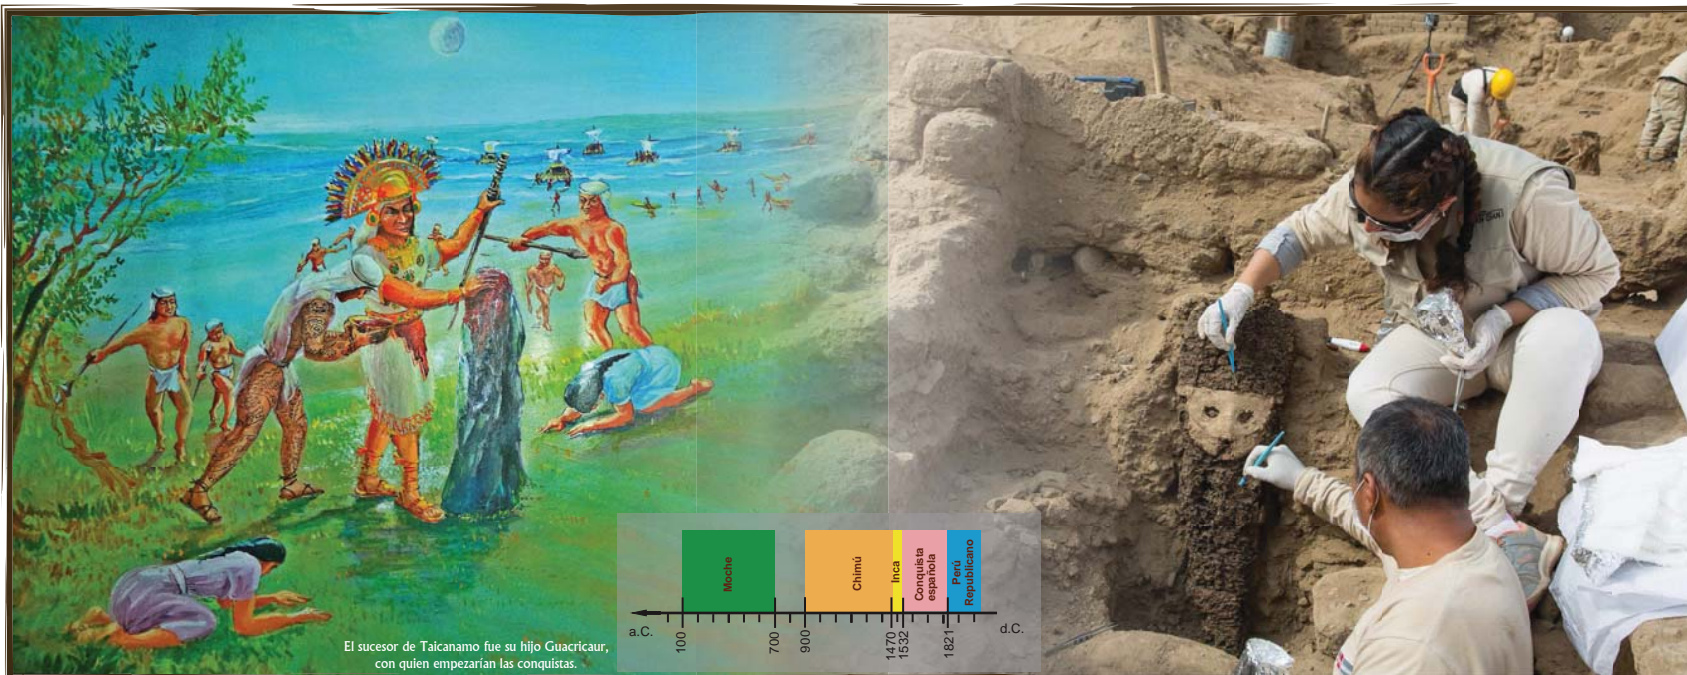 El sucesor de Taicanamo fue su hijo Guacricaur,
con quien empezarían las conquistas.
Moche
Chimú
Inca
Conquista
española
Perú
Republicano
a.C.
100
700
900
1470
1532
1821
d.C.